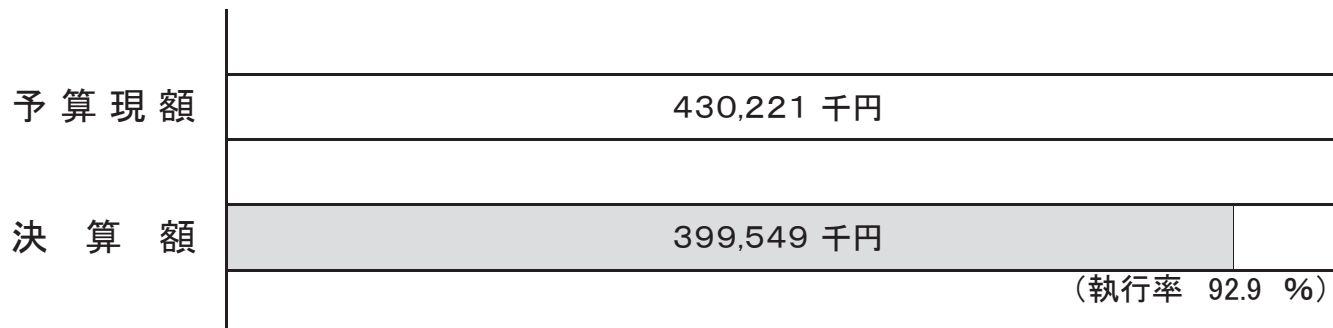 予算現額 430,221 千円
決算額 399,549 千円
（執行率 92.9 %）